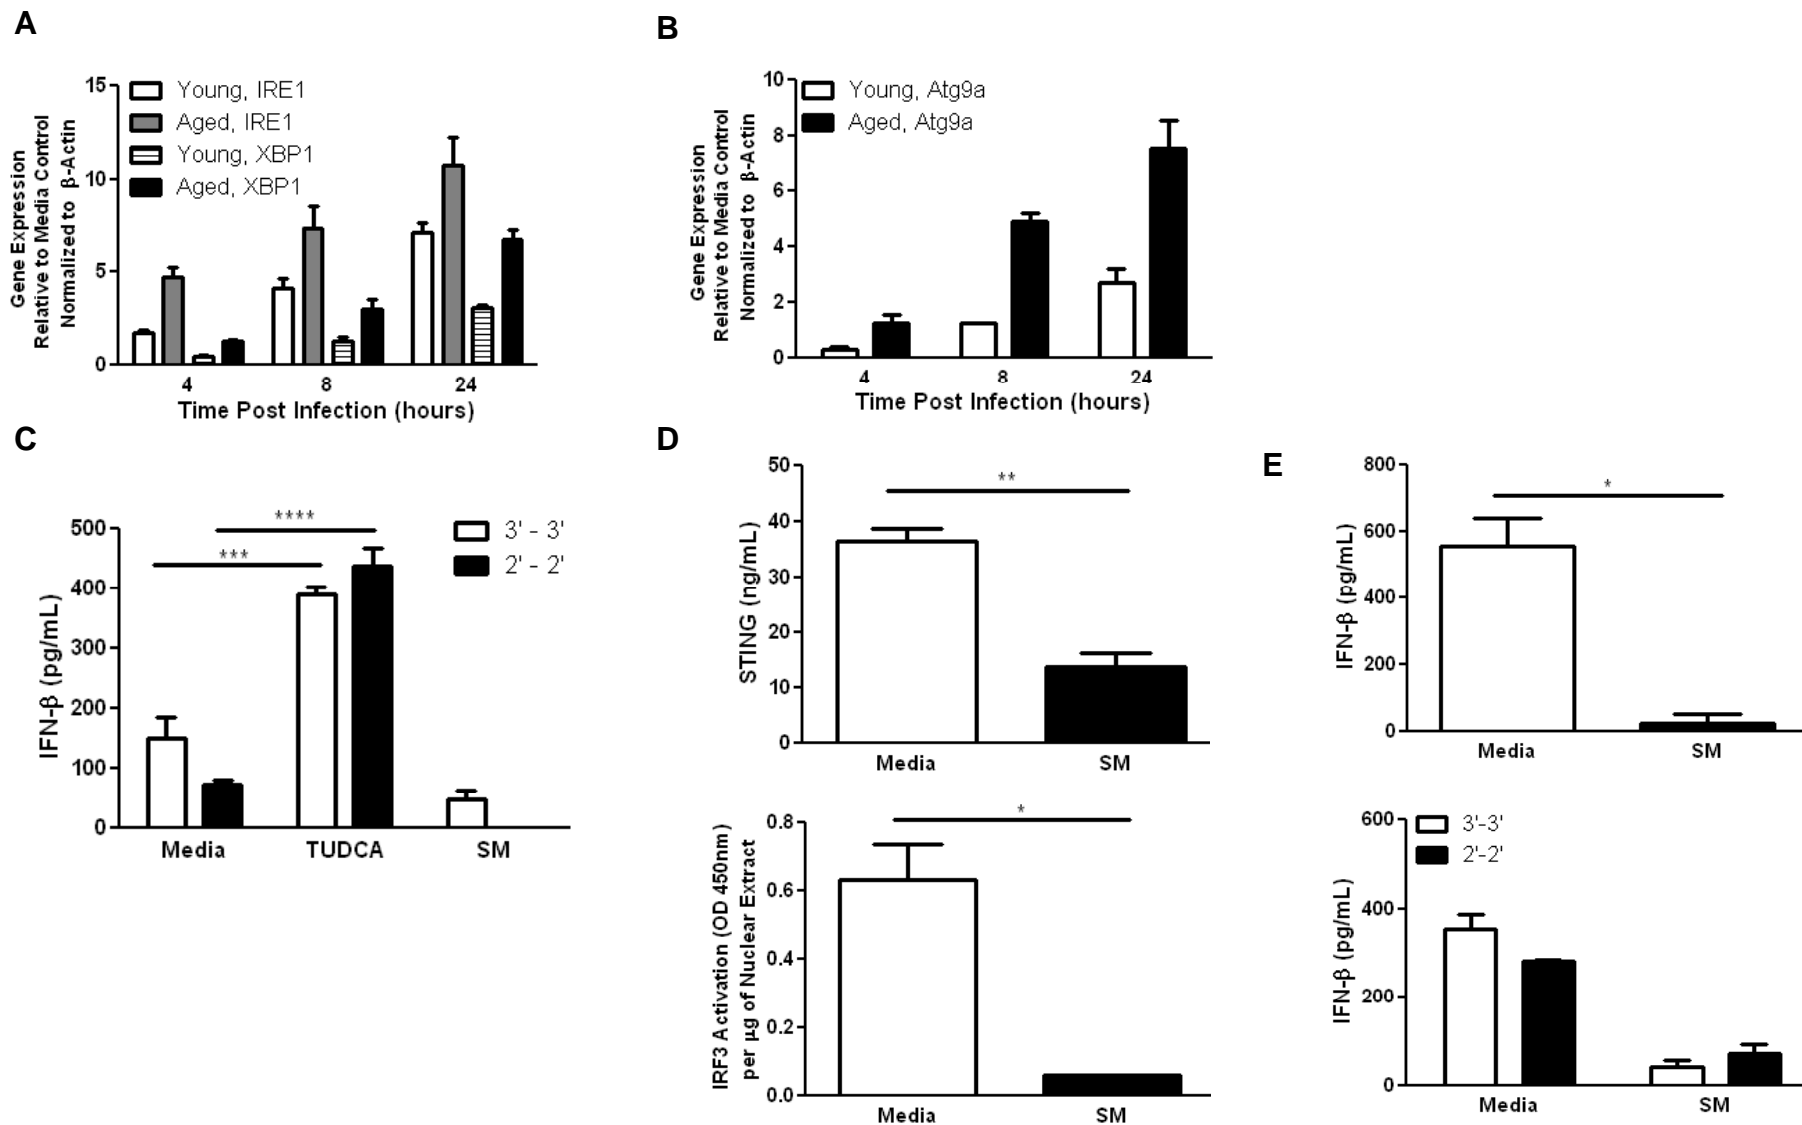 A
15
10
5
0
Gene Expression
Relative to Media Control
Normalized to β-Actin
Young, IRE1
Aged, IRE1
Young, XBP1
Aged, XBP1
4 8 24
Time Post Infection (hours)
B
10
8
6
4
2
0
Gene Expression
Relative to Media Control
Normalized to β-Actin
Young, Atg9a
Aged, Atg9a
4 8 24
Time Post Infection (hours)
C
500
400
300
200
100
0
IFN-β (pg/mL)
****
***
3' - 3'
2' - 2'
Media TUDCA SM
D
50
40
30
20
10
0
STING (ng/mL)
**
Media SM
0.8
0.6
0.4
0.2
0.0
IRF3 Activation (OD 450nm)
per µg of Nuclear Extract
*
Media SM
E
800
600
400
200
0
IFN-β (pg/mL)
*
Media SM
600
400
200
0
IFN-β (pg/mL)
3'-3'
2'-2'
Media SM